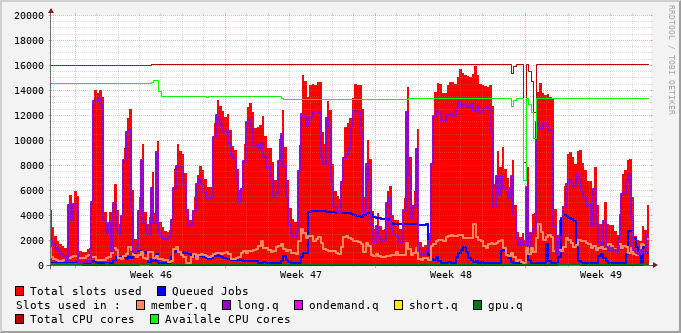 20000
18000
16000
14000
12000
10000
8000
6000
4000
2000
0
Week 46 Week 47 Week 48 Week 49
RRDTOOL / TOBI OETIKER
Total slots used Queued Jobs
Slots used in : member.q long.q ondemand.q short.q gpu.q
Total CPU cores Availale CPU cores